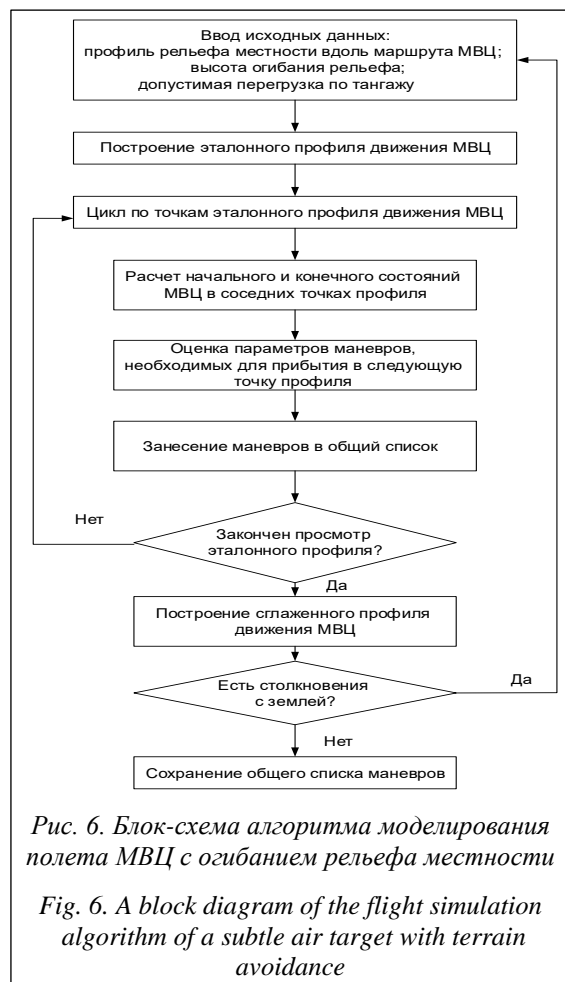 Ввод исходных данных:
профиль рельефа местности вдоль маршрута МВЦ;
высота огибания рельефа;
допустимая перегрузка по тангажу
Построение эталонного профиля движения МВЦ
Цикл по точкам эталонного профиля движения МВЦ
Расчет начального и конечного состояний
МВЦ в соседних точках профиля
Оценка параметров маневров,
необходимых для прибытия в следующую
точку профиля
Занесение маневров в общий список
Нет
Закончен просмотр
эталонного профиля?
Да
Построение сглаженного профиля
движения МВЦ
Есть столкновения
с землей?
Да
Нет
Сохранение общего списка маневров
Рис. 6. Блок-схема алгоритма моделирования
полета МВЦ с огибанием рельефа местности
Fig. 6. A block diagram of the flight simulation
algorithm of a subtle air target with terrain
avoidance